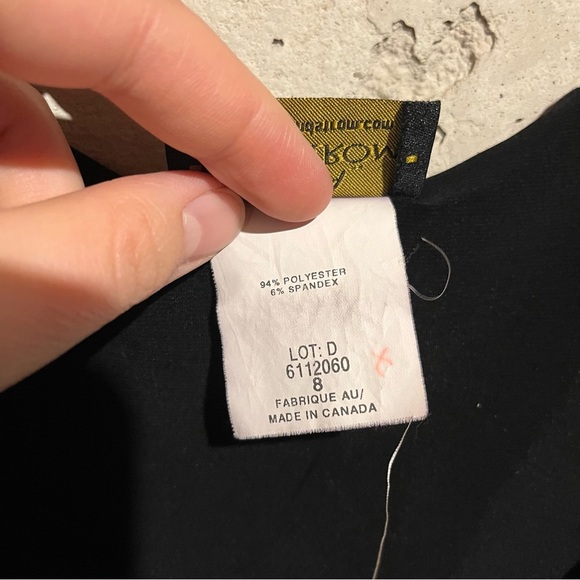 94% POLYESTER
6% SPANDEX
LOT: D
6112060
8
FABRIQUE AU/
MADE IN CANADA